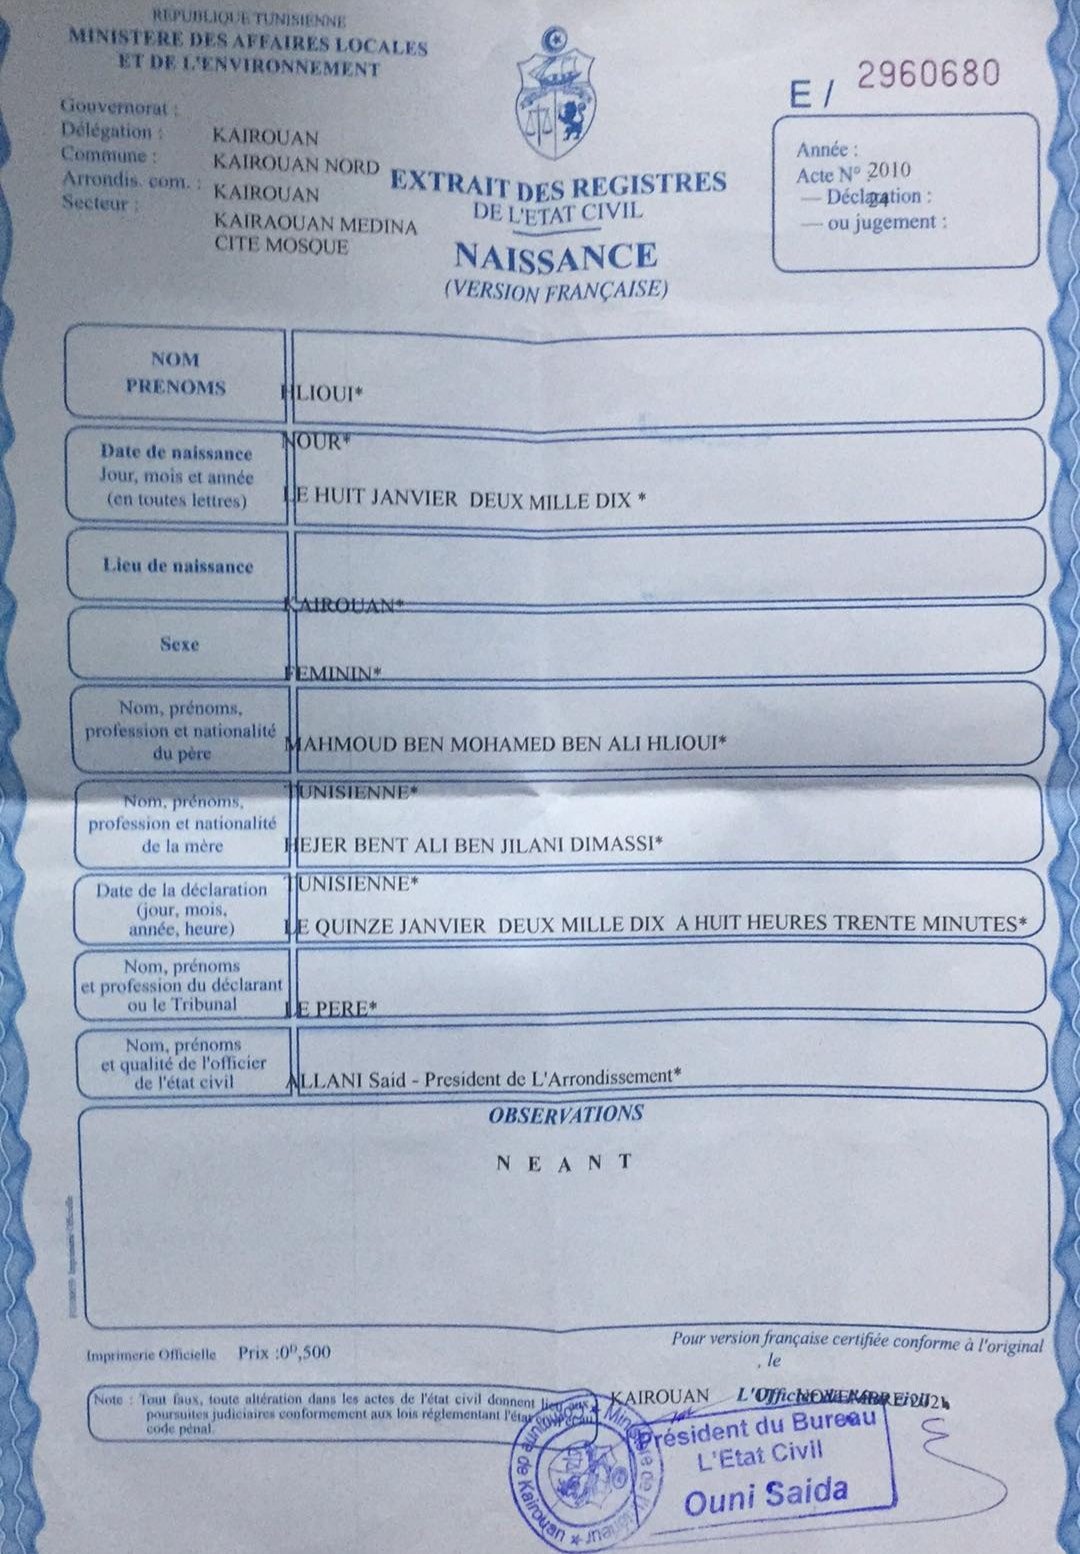 REPUBLIQUE TUNISIENNE
MINISTERE DES AFFAIRES LOCALES
ET DE L'ENVIRONNEMENT
E / 2960680
Gouvernorat :
Délégation :
Commune :
Arrondis. com. :
Secteur :
KAIROUAN
KAIROUAN NORD
KAIROUAN
KAIRAOUAN MEDINA
CITE MOSQUE
EXTRAIT DES REGISTRES
DE L'ETAT CIVIL
NAISSANCE
(VERSION FRANÇAISE)
Année :
Acte N° 2010
— Déclaration :
— ou jugement :
NOM
PRENOMS
HLIOUI*
NOUR*
Date de naissance
Jour, mois et année
(en toutes lettres)
LE HUIT JANVIER DEUX MILLE DIX *
Lieu de naissance
KAIROUAN*
Sexe
FEMININ*
Nom, prénoms,
profession et nationalité
du père
MAHMOUD BEN MOHAMED BEN ALI HLIOUI*
TUNISIENNE*
Nom, prénoms,
profession et nationalité
de la mère
HEJER BENT ALI BEN JILANI DIMASSI*
TUNISIENNE*
Date de la déclaration
(jour, mois,
année, heure)
LE QUINZE JANVIER DEUX MILLE DIX A HUIT HEURES TRENTE MINUTES*
Nom, prénoms
et profession du déclarant
ou le Tribunal
LE PERE*
Nom, prénoms
et qualité de l'officier
de l'état civil
ALLANI Said - President de L'Arrondissement*
OBSERVATIONS
N E A N T
Imprimerie Officielle Prix :0ᴰ,500
Pour version française certifiée conforme à l'original
, le
KAIROUAN
L'Officier
NOVEMBRE
Note : Tout faux, toute altération dans les actes de l'état civil donnent lieu aux
poursuites judiciaires conformement aux lois réglementant l'état
code pénal.
Président du Bureau
L'Etat Civil
Ouni Saida
Commune de Kairouan * Ministère de l'